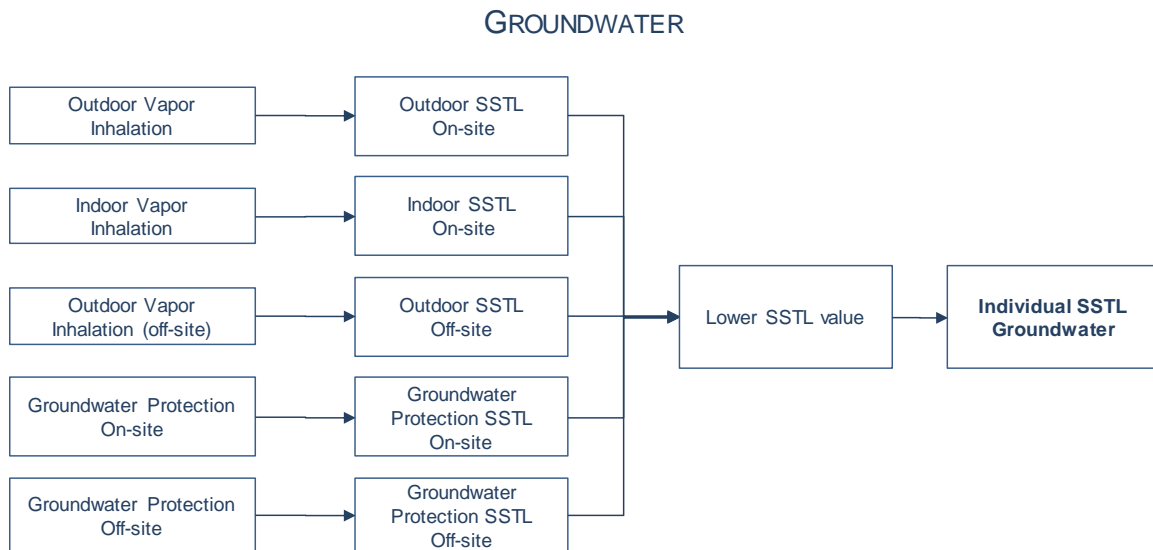 GROUNDWATER
Outdoor Vapor
Inhalation
Outdoor SSTL
On-site
Indoor Vapor
Inhalation
Indoor SSTL
On-site
Outdoor Vapor
Inhalation (off-site)
Outdoor SSTL
Off-site
Lower SSTL value
Individual SSTL
Groundwater
Groundwater Protection
On-site
Groundwater
Protection SSTL
On-site
Groundwater Protection
Off-site
Groundwater
Protection SSTL
Off-site